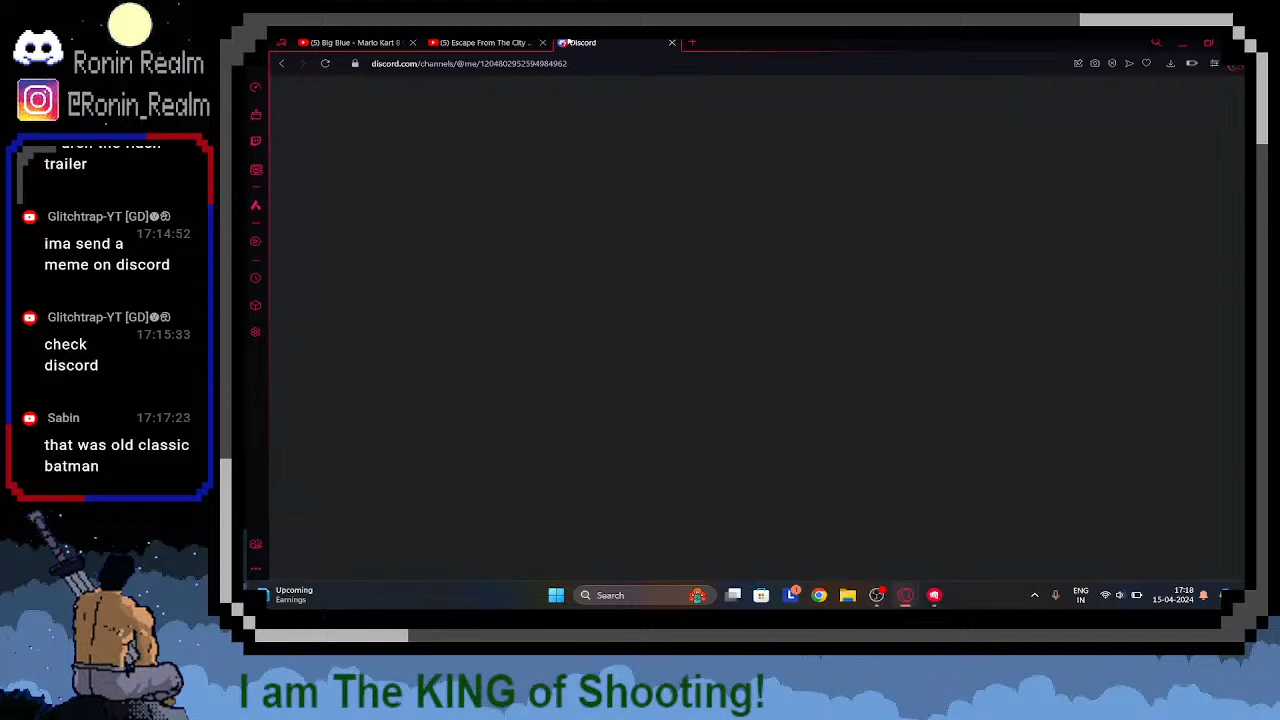 Ronin Realm
@Ronin_Realm
trailer
Glitchtrap-YT [GD]
17:14:52
ima send a
meme on discord
Glitchtrap-YT [GD]
17:15:33
check
discord
Sabin 17:17:23
that was old classic
batman
(5) Big Blue - Mario Kart 8
(5) Escape From The City ..
Discord
discord.com/channels/@me/1204802952594984962
Upcoming
Earnings
Search
1
ENG
IN
17:18
15-04-2024
I am The KING of Shooting!